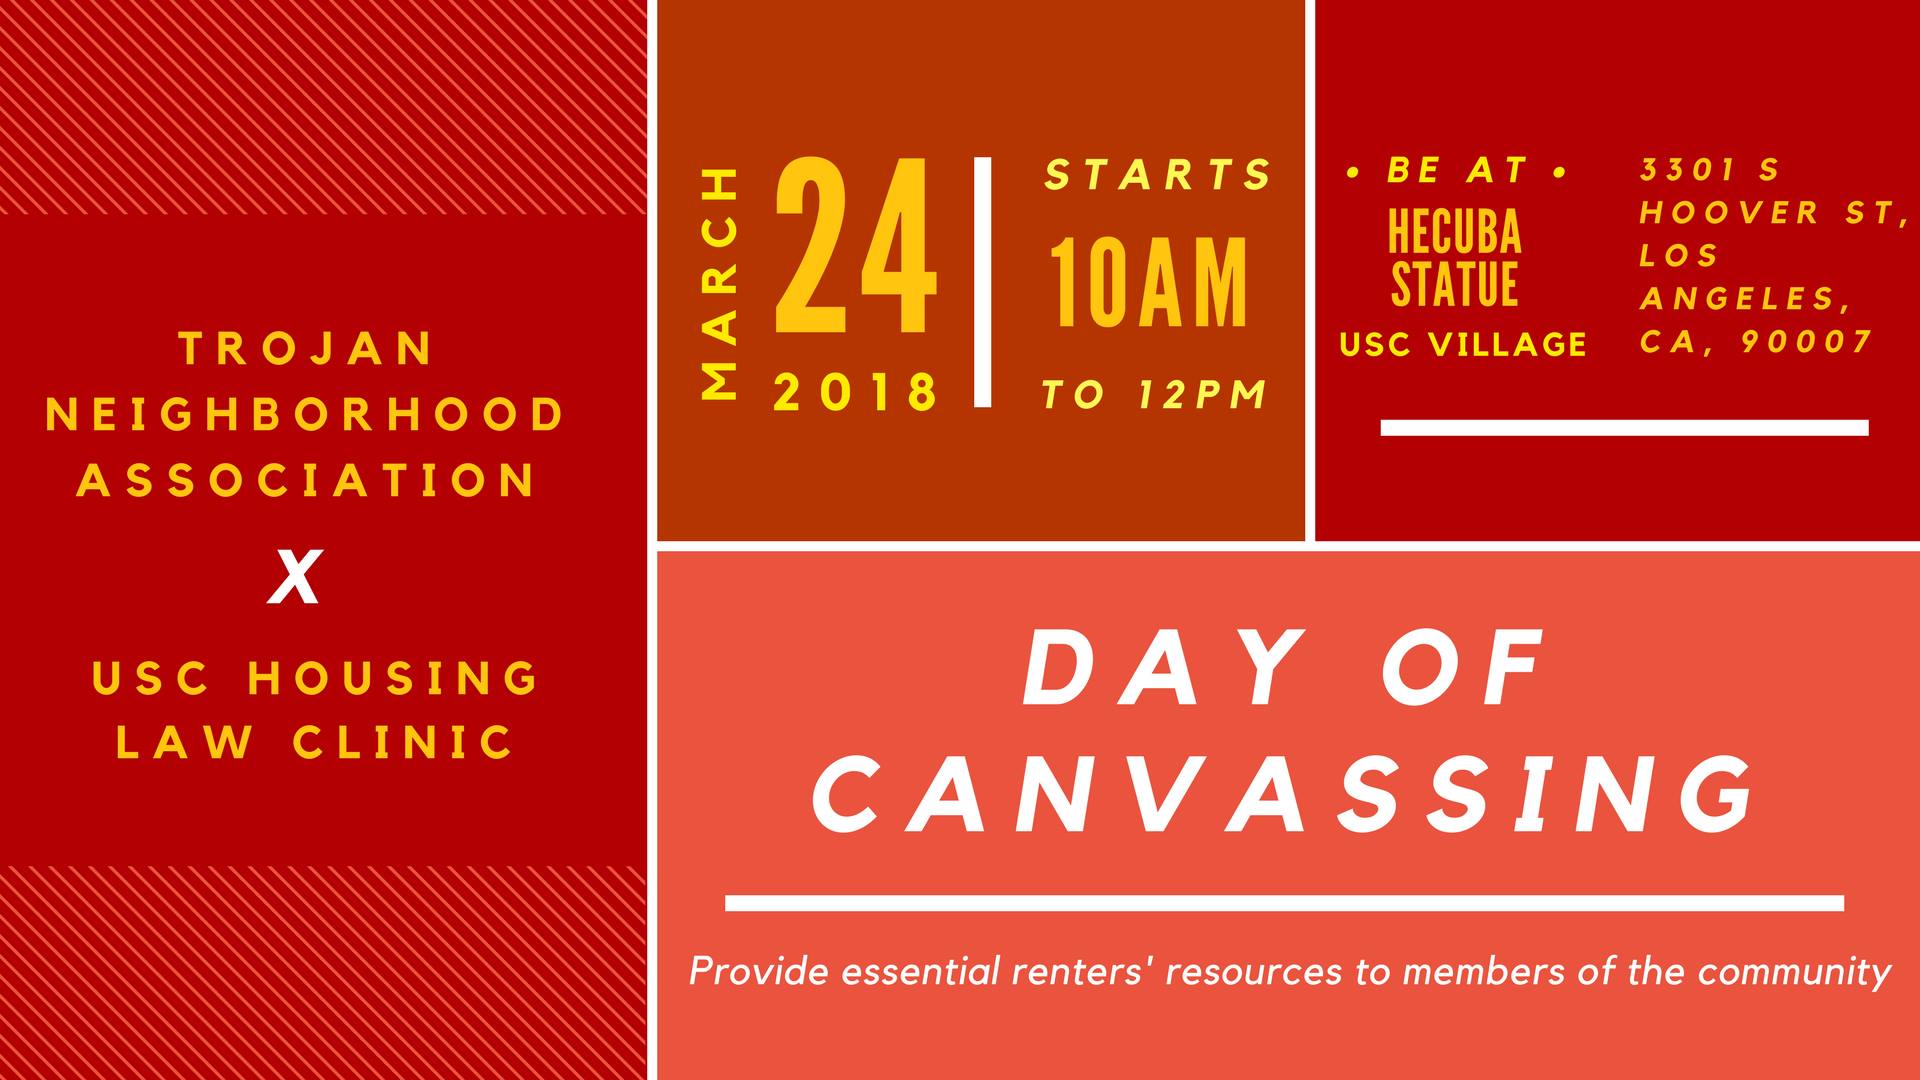 TROJAN
NEIGHBORHOOD
ASSOCIATION
X
USC HOUSING
LAW CLINIC
MARCH
24
2018
STARTS
10AM
TO 12PM
• BE AT •
HECUBA
STATUE
USC VILLAGE
3301 S
HOOVER ST,
LOS
ANGELES,
CA, 90007
DAY OF
CANVASSING
Provide essential renters' resources to members of the community